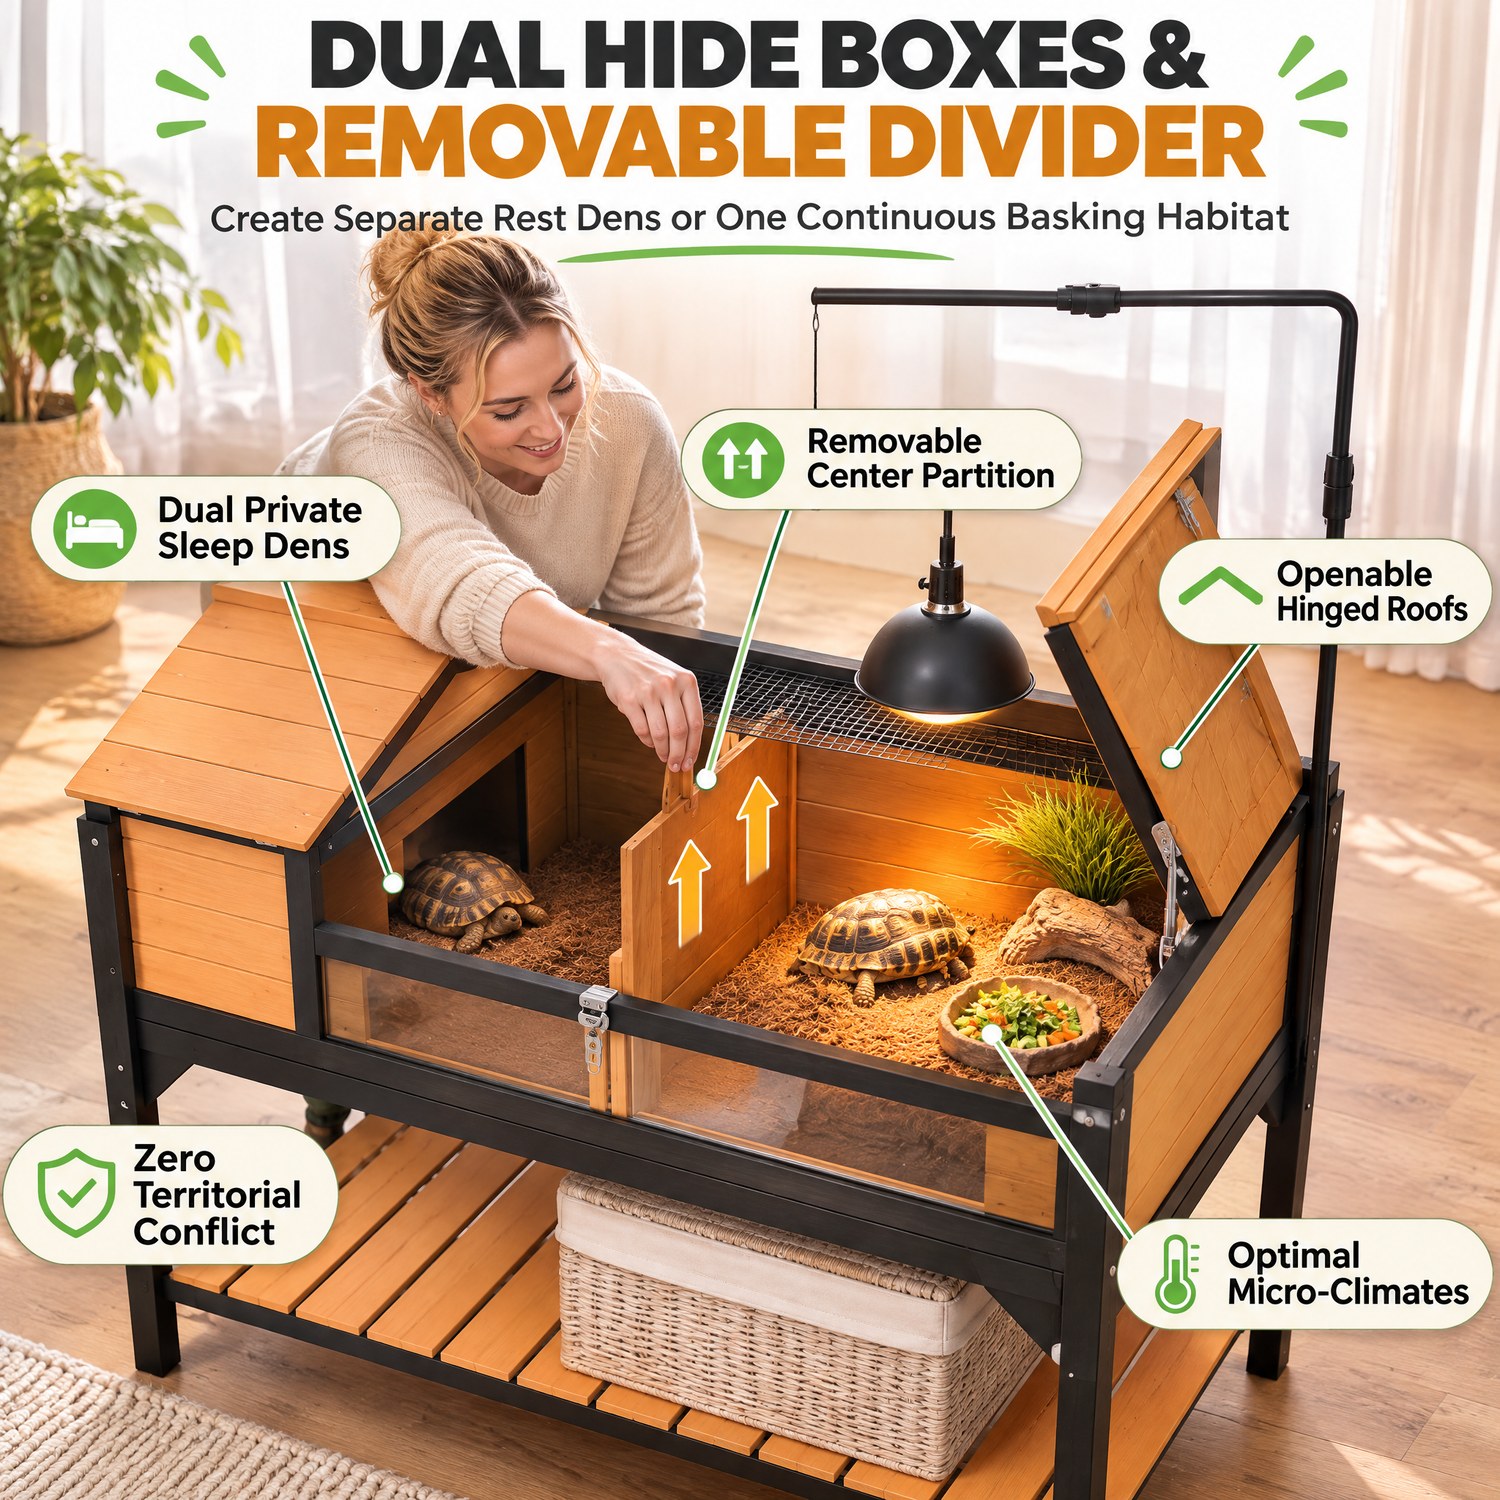 DUAL HIDE BOXES &
REMOVABLE DIVIDER
Create Separate Rest Dens or One Continuous Basking Habitat
Removable
Center Partition
Dual Private
Sleep Dens
Openable
Hinged Roofs
Zero
Territorial
Conflict
Optimal
Micro-Climates